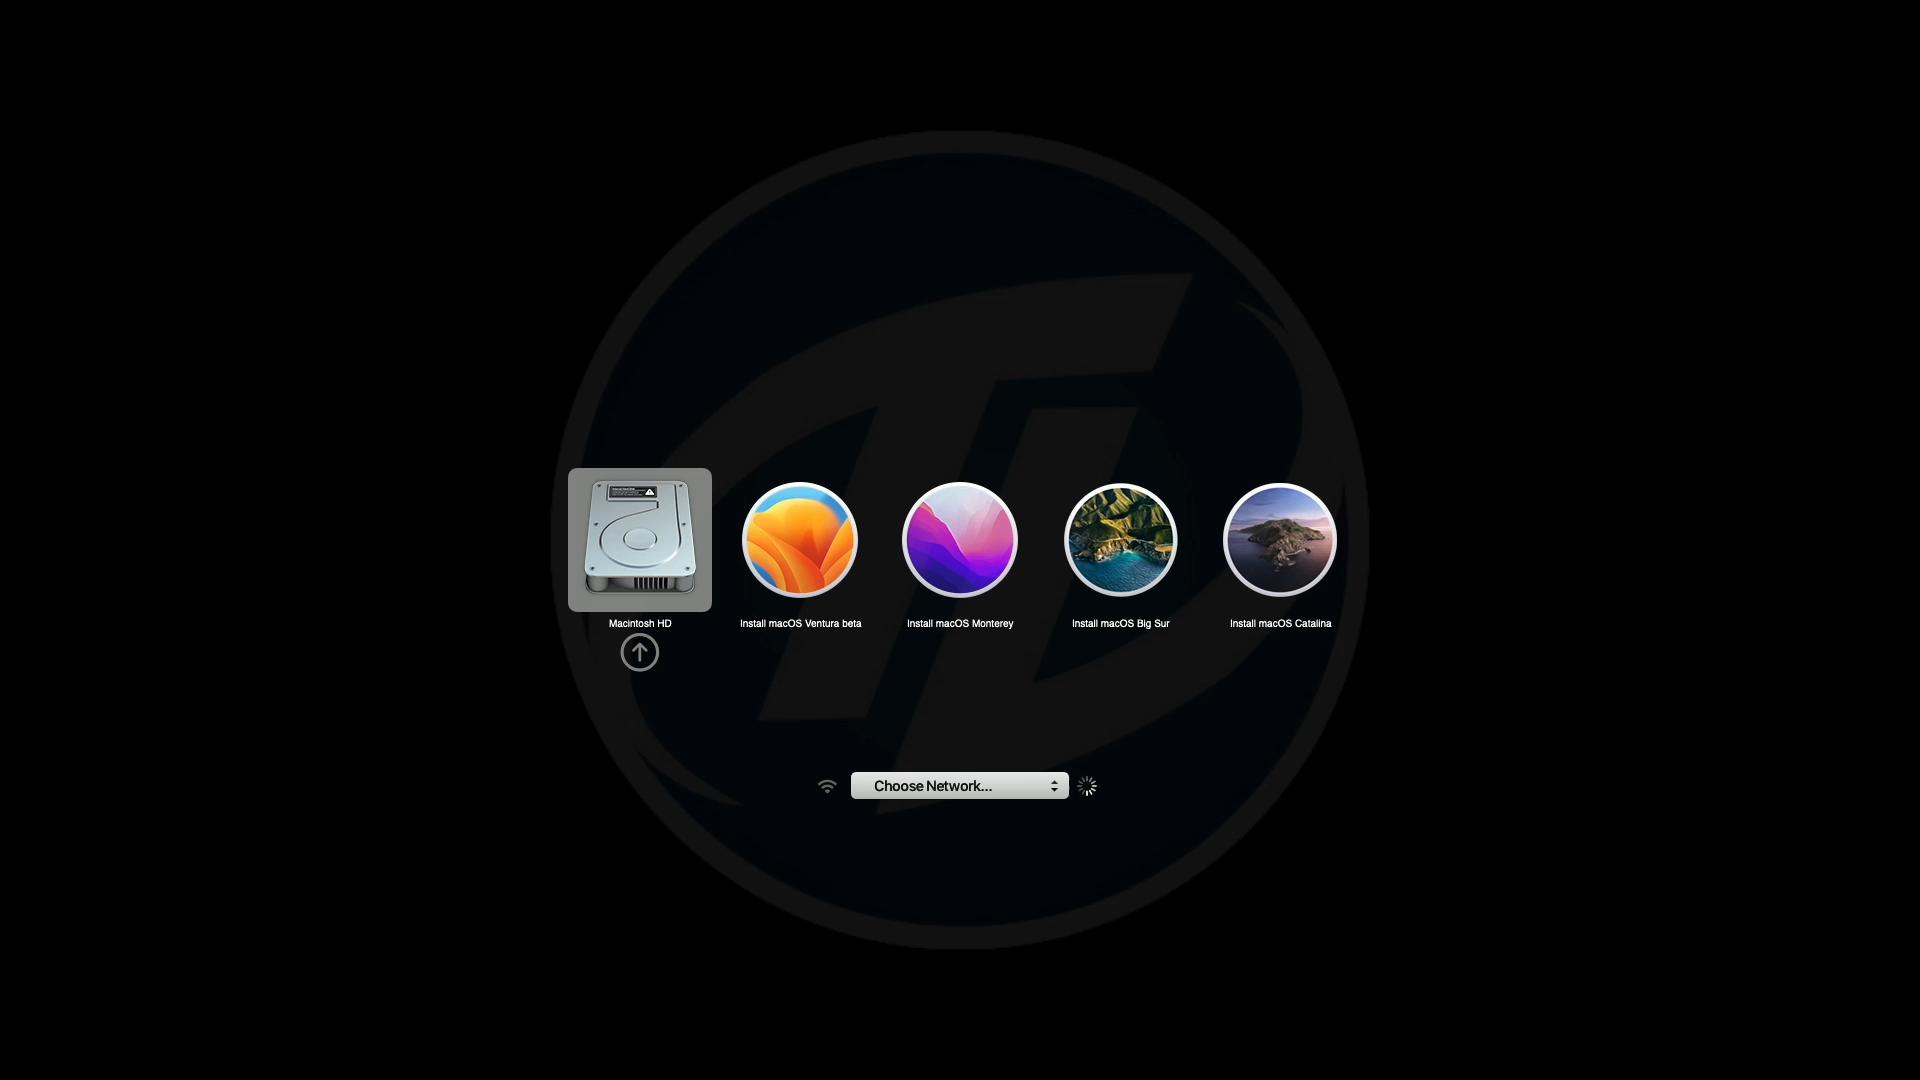 Macintosh HD
Install macOS Ventura beta
Install macOS Monterey
Install macOS Big Sur
Install macOS Catalina
Choose Network...